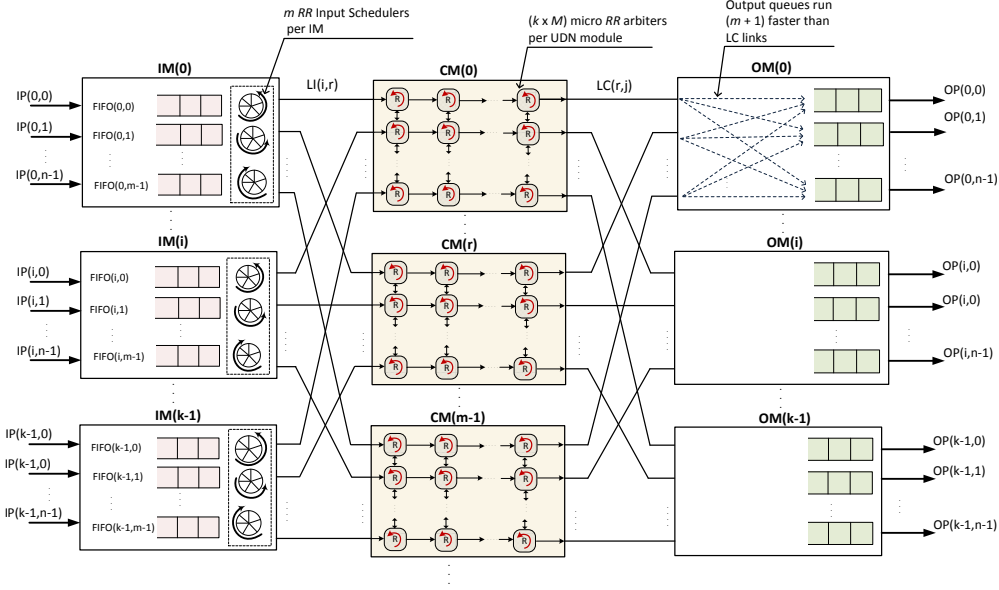 m RR Input Schedulers
per IM
(k x M) micro RR arbiters
per UDN module
Output queues run
(m + 1) faster than
LC links
IM(0)
CM(0)
OM(0)
LI(i,r)
LC(r,j)
IP(0,0)
IP(0,1)
IP(0,n-1)
FIFO(0,0)
FIFO(0,1)
FIFO(0,m-1)
R R R
R R R
R R R
OP(0,0)
OP(0,1)
OP(0,n-1)
IM(i)
CM(r)
OM(i)
IP(i,0)
IP(i,1)
IP(i,n-1)
FIFO(i,0)
FIFO(i,1)
FIFO(i,m-1)
R R R
R R R
R R R
OP(i,0)
OP(i,0)
OP(i,n-1)
IM(k-1)
CM(m-1)
OM(k-1)
IP(k-1,0)
IP(k-1,0)
IP(k-1,n-1)
FIFO(k-1,0)
FIFO(k-1,1)
FIFO(k-1,m-1)
R R R
R R R
R R R
OP(k-1,0)
OP(k-1,1)
OP(k-1,n-1)